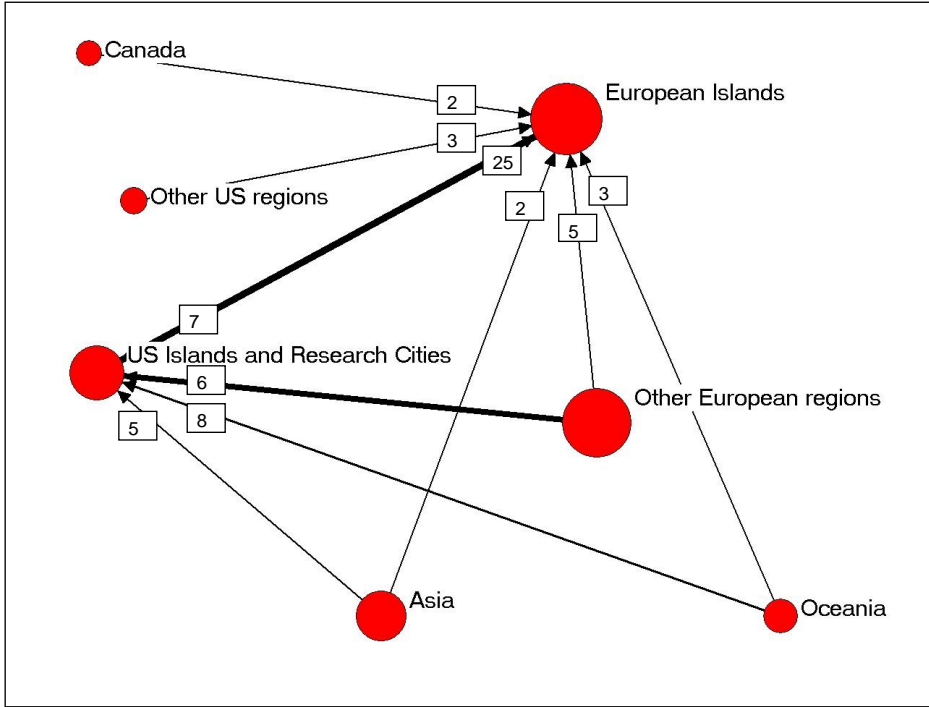 Canada
2
European Islands
3
25
Other US regions
2
3
5
7
US Islands and Research Cities
6
Other European regions
8
5
Asia
Oceania